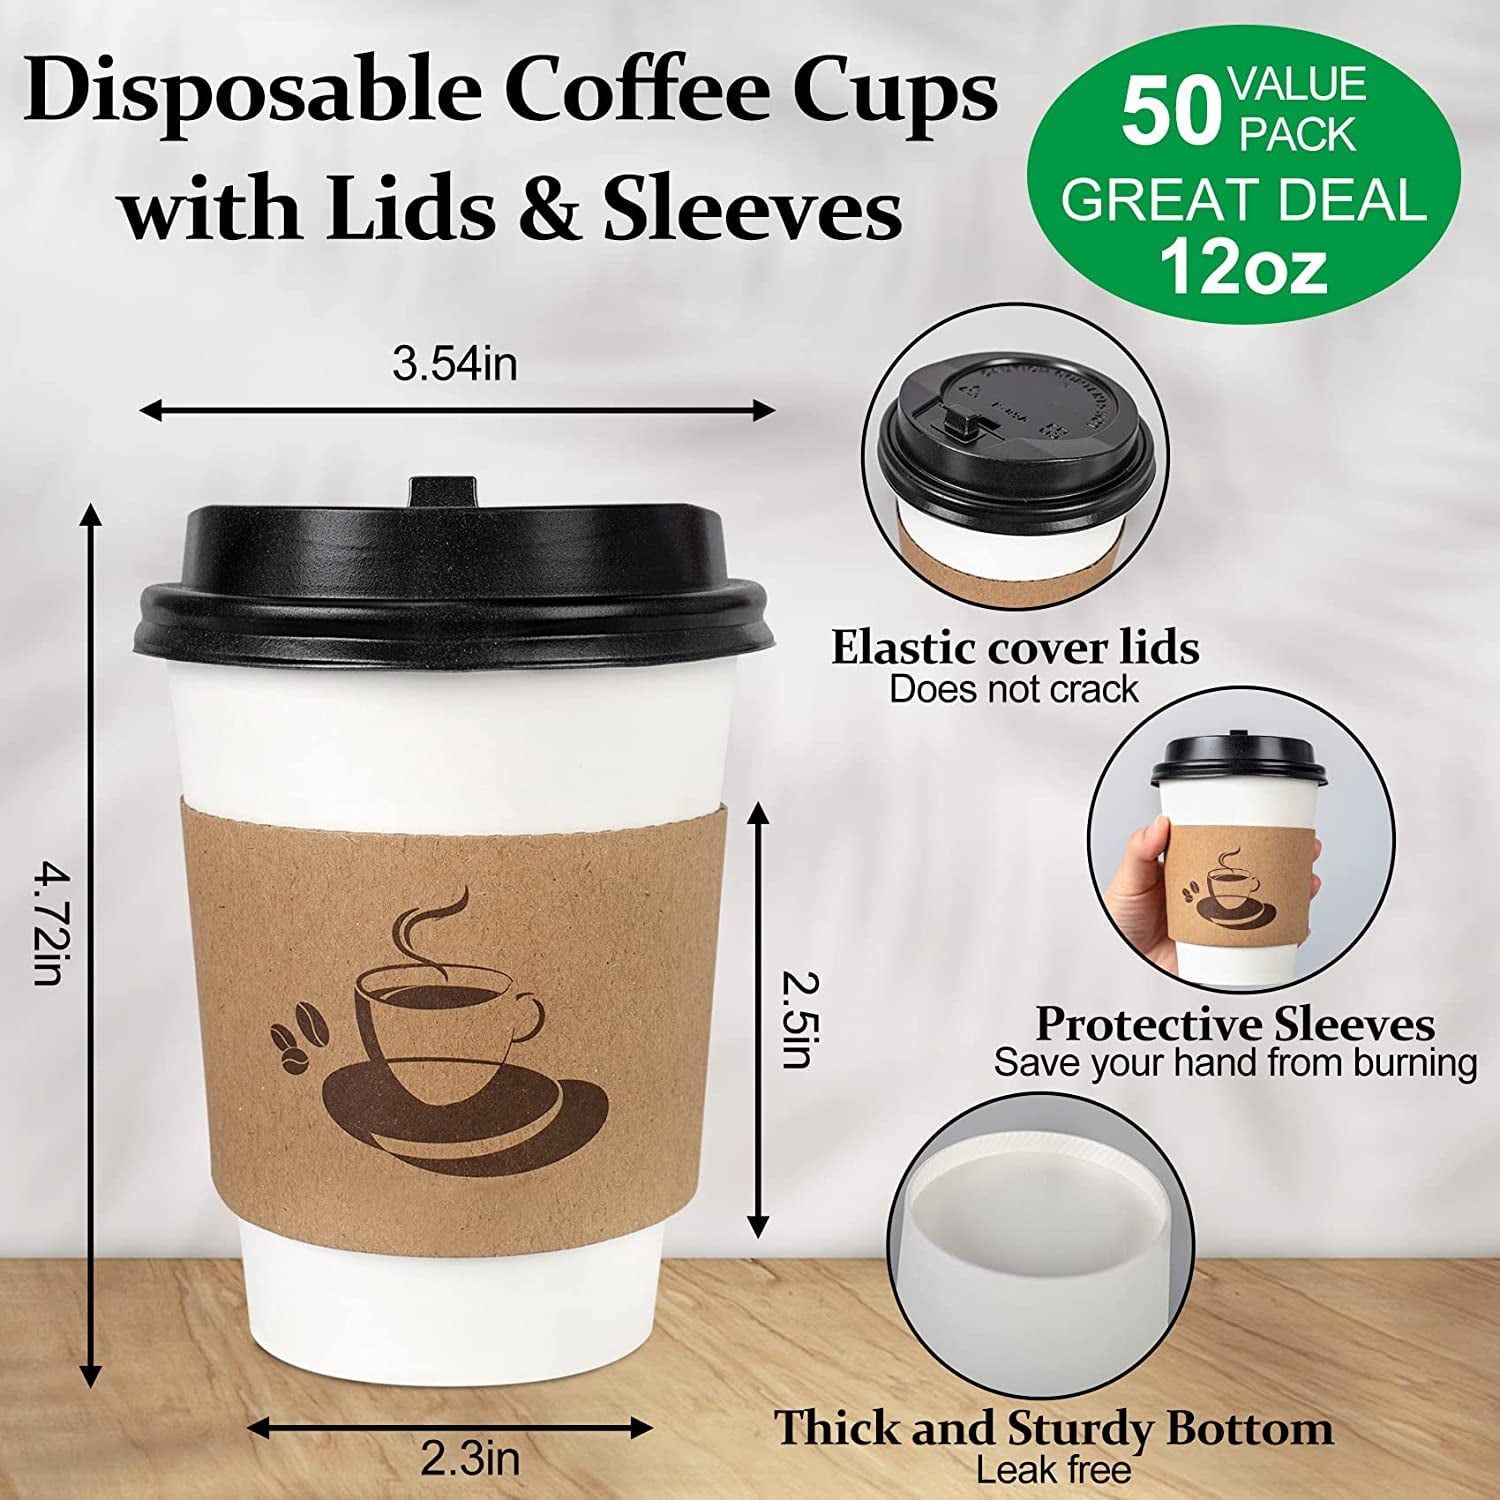 Disposable Coffee Cups
with Lids & Sleeves
50 VALUE
PACK
GREAT DEAL
12oz
3.54in
4.72in
2.5in
2.3in
Elastic cover lids
Does not crack
Protective Sleeves
Save your hand from burning
Thick and Sturdy Bottom
Leak free